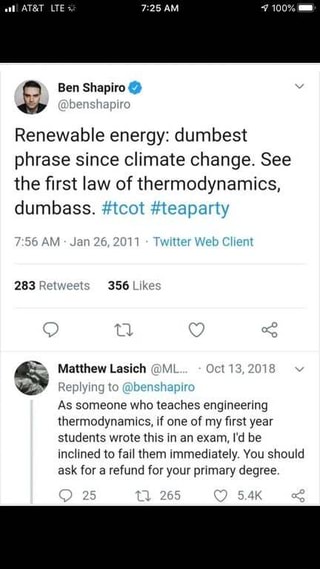 AT&T LTE 7:25 AM 100%
Ben Shapiro
@benshapiro
Renewable energy: dumbest
phrase since climate change. See
the first law of thermodynamics,
dumbass. #tcot #teaparty
7:56 AM · Jan 26, 2011 · Twitter Web Client
283 Retweets 356 Likes
Matthew Lasich @ML... · Oct 13, 2018
Replying to @benshapiro
As someone who teaches engineering
thermodynamics, if one of my first year
students wrote this in an exam, I'd be
inclined to fail them immediately. You should
ask for a refund for your primary degree.
25 265 5.4K